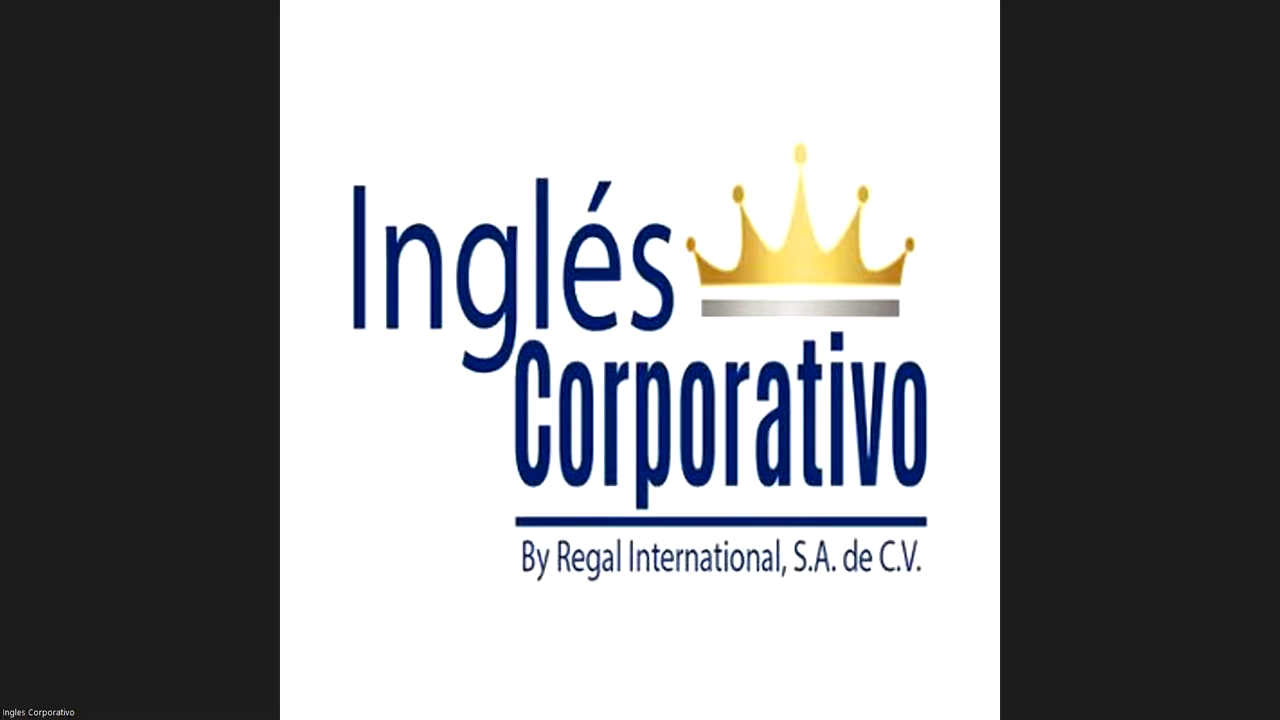 Inglés
Corporativo
By Regal International, S.A. de C.V.
Ingles Corporativo